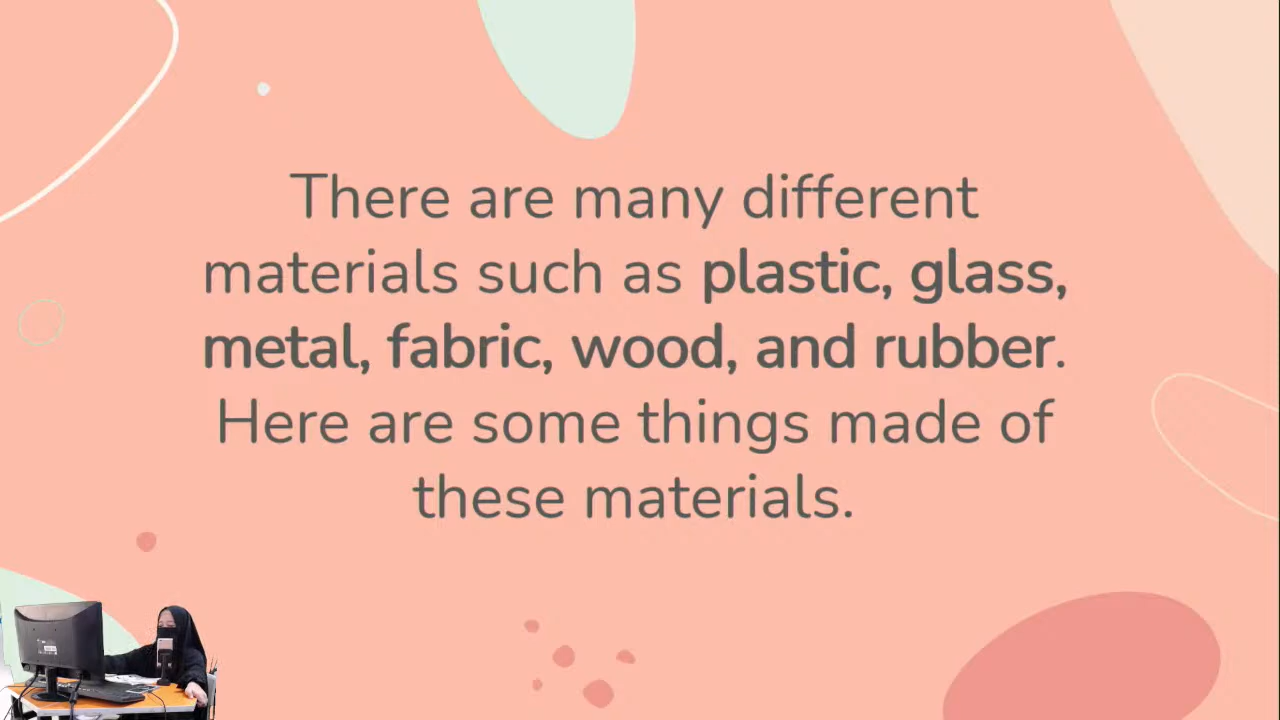 There are many different
materials such as plastic, glass,
metal, fabric, wood, and rubber.
Here are some things made of
these materials.